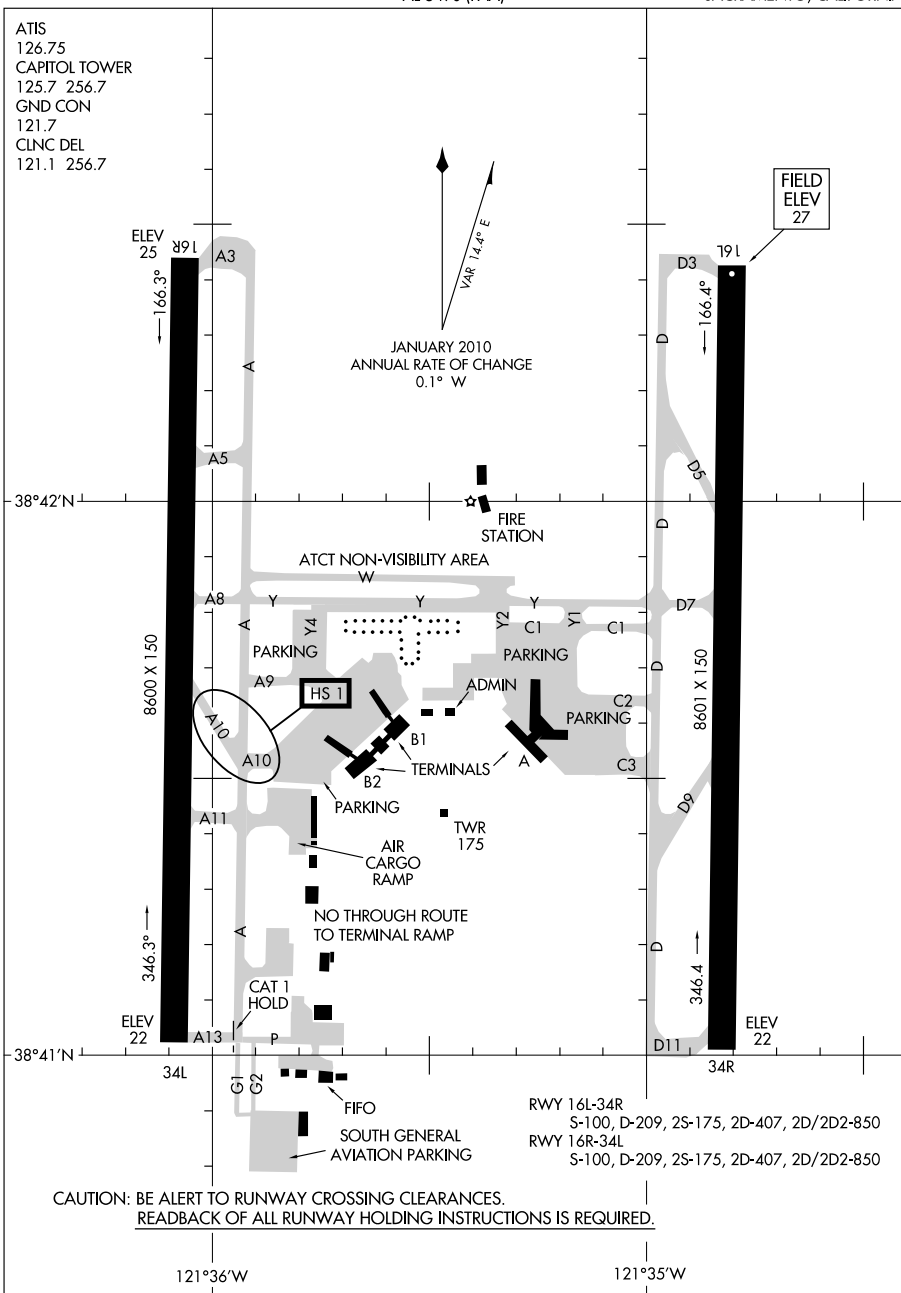 ATIS
126.75
CAPITOL TOWER
125.7 256.7
GND CON
121.7
CLNC DEL
121.1 256.7
VAR 14.4° E
JANUARY 2010
ANNUAL RATE OF CHANGE
0.1° W
FIELD
ELEV
27
ELEV
25
16R
A3
166.3°
A
A5
16L
D3
166.4°
D
D5
D
38°42'N
FIRE
STATION
ATCT NON-VISIBILITY AREA
W
A8
Y
Y
Y
D7
A
Y4
Y2
C1
Y1
C1
D
PARKING
PARKING
8600 X 150
8601 X 150
A9
HS 1
ADMIN
C2
PARKING
A10
A10
B1
B2
TERMINALS
A
C3
PARKING
D9
A11
TWR
175
AIR
CARGO
RAMP
NO THROUGH ROUTE
TO TERMINAL RAMP
A
D
346.3°
346.4
CAT 1
HOLD
ELEV
22
A13
P
ELEV
22
D11
38°41'N
34L
34R
G1
G2
FIFO
SOUTH GENERAL
AVIATION PARKING
RWY 16L-34R
S-100, D-209, 2S-175, 2D-407, 2D/2D2-850
RWY 16R-34L
S-100, D-209, 2S-175, 2D-407, 2D/2D2-850
CAUTION: BE ALERT TO RUNWAY CROSSING CLEARANCES.
READBACK OF ALL RUNWAY HOLDING INSTRUCTIONS IS REQUIRED.
121°36'W
121°35'W